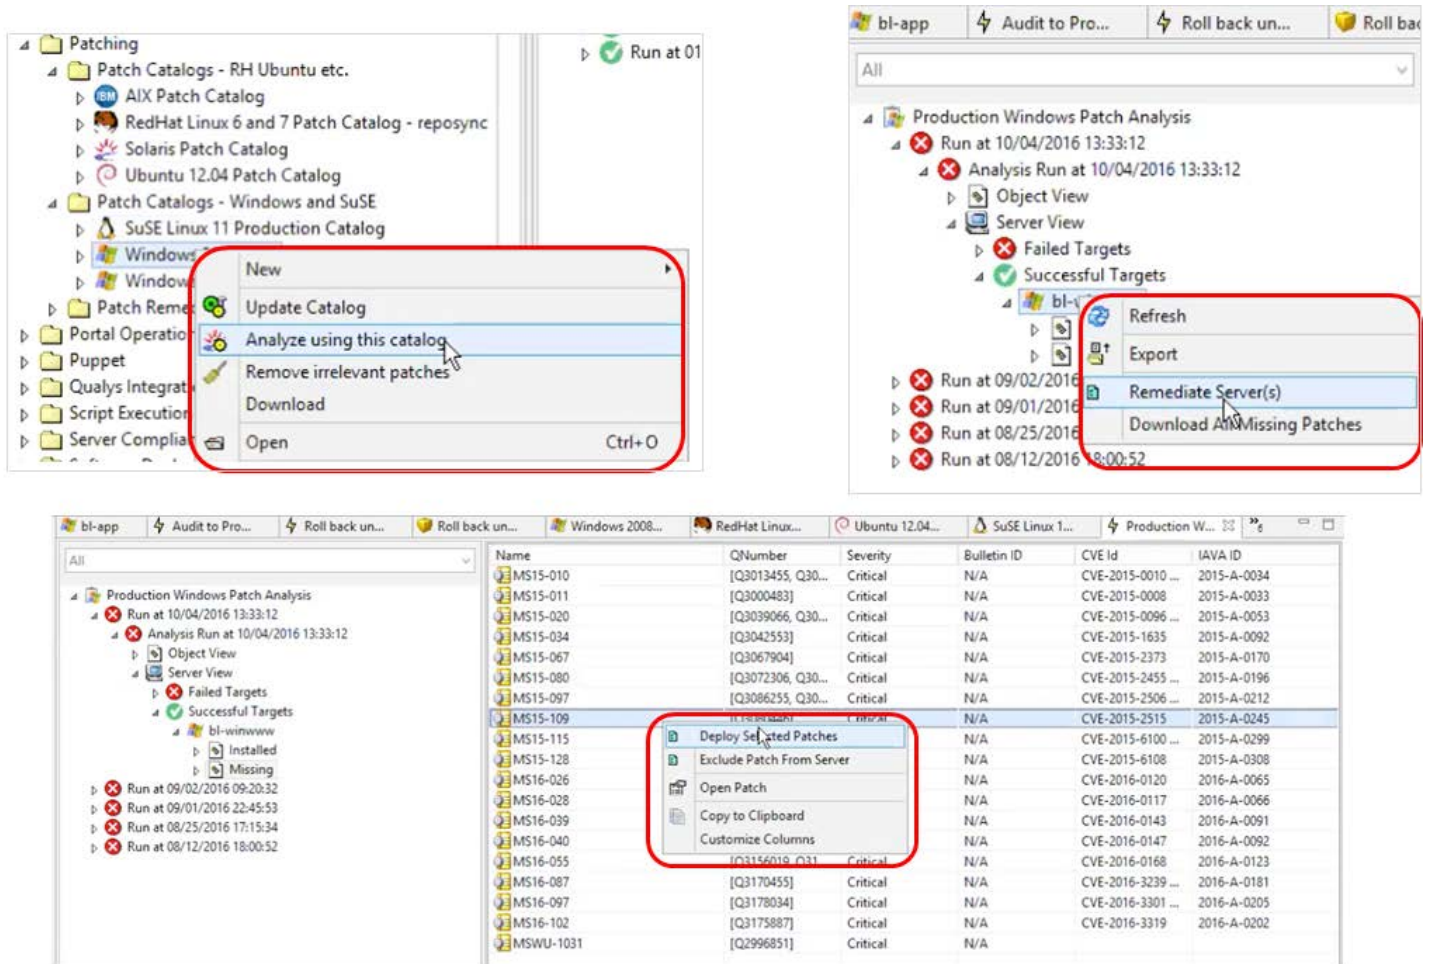 Patching
Patch Catalogs - RH Ubuntu etc.
AIX Patch Catalog
RedHat Linux 6 and 7 Patch Catalog - reposync
Solaris Patch Catalog
Ubuntu 12.04 Patch Catalog
Patch Catalogs - Windows and SuSE
SuSE Linux 11 Production Catalog
Windows
Window
Patch Reme
Portal Operation
Puppet
Qualys Integrat
Script Execution
Server Complian
New
Update Catalog
Analyze using this catalog
Remove irrelevant patches
Download
Open Ctrl+O
Run at 01
bl-app Audit to Pro... Roll back un... Roll bac
All
Production Windows Patch Analysis
Run at 10/04/2016 13:33:12
Analysis Run at 10/04/2016 13:33:12
Object View
Server View
Failed Targets
Successful Targets
bl-
Run at 09/02/2016
Run at 09/01/2016
Run at 08/25/2016
Run at 08/12/2016 18:00:52
Refresh
Export
Remediate Server(s)
Download All Missing Patches
bl-app Audit to Pro... Roll back un... Roll back un... Windows 2008... RedHat Linux... Ubuntu 12.04... SuSE Linux 1... Production W... 6
All
Production Windows Patch Analysis
Run at 10/04/2016 13:33:12
Analysis Run at 10/04/2016 13:33:12
Object View
Server View
Failed Targets
Successful Targets
bl-winwww
Installed
Missing
Run at 09/02/2016 09:20:32
Run at 09/01/2016 22:45:53
Run at 08/25/2016 17:15:34
Run at 08/12/2016 18:00:52
Name QNumber Severity Bulletin ID CVE Id IAVA ID
MS15-010 [Q3013455, Q30... Critical N/A CVE-2015-0010 ... 2015-A-0034
MS15-011 [Q3000483] Critical N/A CVE-2015-0008 2015-A-0033
MS15-020 [Q3039066, Q30... Critical N/A CVE-2015-0096 ... 2015-A-0053
MS15-034 [Q3042553] Critical N/A CVE-2015-1635 2015-A-0092
MS15-067 [Q3067904] Critical N/A CVE-2015-2373 2015-A-0170
MS15-080 [Q3072306, Q30... Critical N/A CVE-2015-2455 ... 2015-A-0196
MS15-097 [Q3086255, Q30... Critical N/A CVE-2015-2506 ... 2015-A-0212
MS15-109 Critical N/A CVE-2015-2515 2015-A-0245
MS15-115 N/A CVE-2015-6100 ... 2015-A-0299
MS15-128 N/A CVE-2015-6108 2015-A-0308
MS16-026 N/A CVE-2016-0120 2016-A-0065
MS16-028 N/A CVE-2016-0117 2016-A-0066
MS16-039 N/A CVE-2016-0143 2016-A-0091
MS16-040 N/A CVE-2016-0147 2016-A-0092
MS16-055 [Q3156019, Q31 Critical N/A CVE-2016-0168 2016-A-0123
MS16-087 [Q3170455] Critical N/A CVE-2016-3239 ... 2016-A-0181
MS16-097 [Q3178034] Critical N/A CVE-2016-3301 ... 2016-A-0205
MS16-102 [Q3175887] Critical N/A CVE-2016-3319 2016-A-0202
MSWU-1031 [Q2996851] Critical N/A
Deploy Selected Patches
Exclude Patch From Server
Open Patch
Copy to Clipboard
Customize Columns